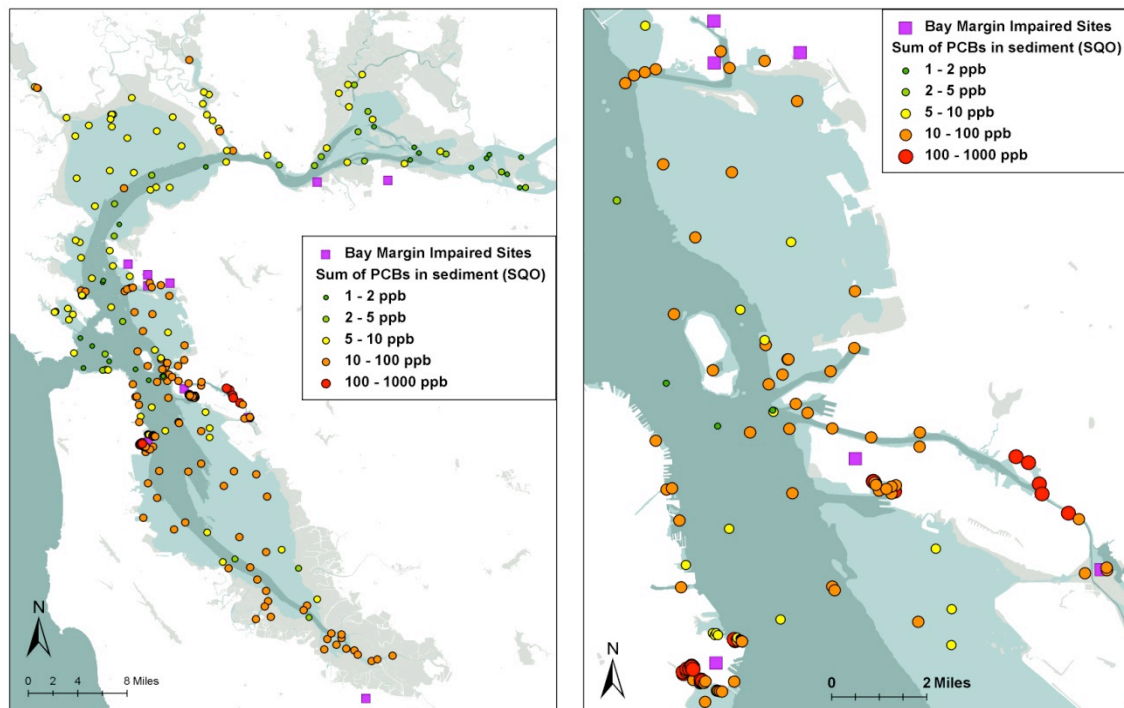 Bay Margin Impaired Sites
Sum of PCBs in sediment (SQO)
1 - 2 ppb
2 - 5 ppb
5 - 10 ppb
10 - 100 ppb
100 - 1000 ppb
N
0 2 4 8 Miles
Bay Margin Impaired Sites
Sum of PCBs in sediment (SQO)
1 - 2 ppb
2 - 5 ppb
5 - 10 ppb
10 - 100 ppb
100 - 1000 ppb
N
0 2 Miles